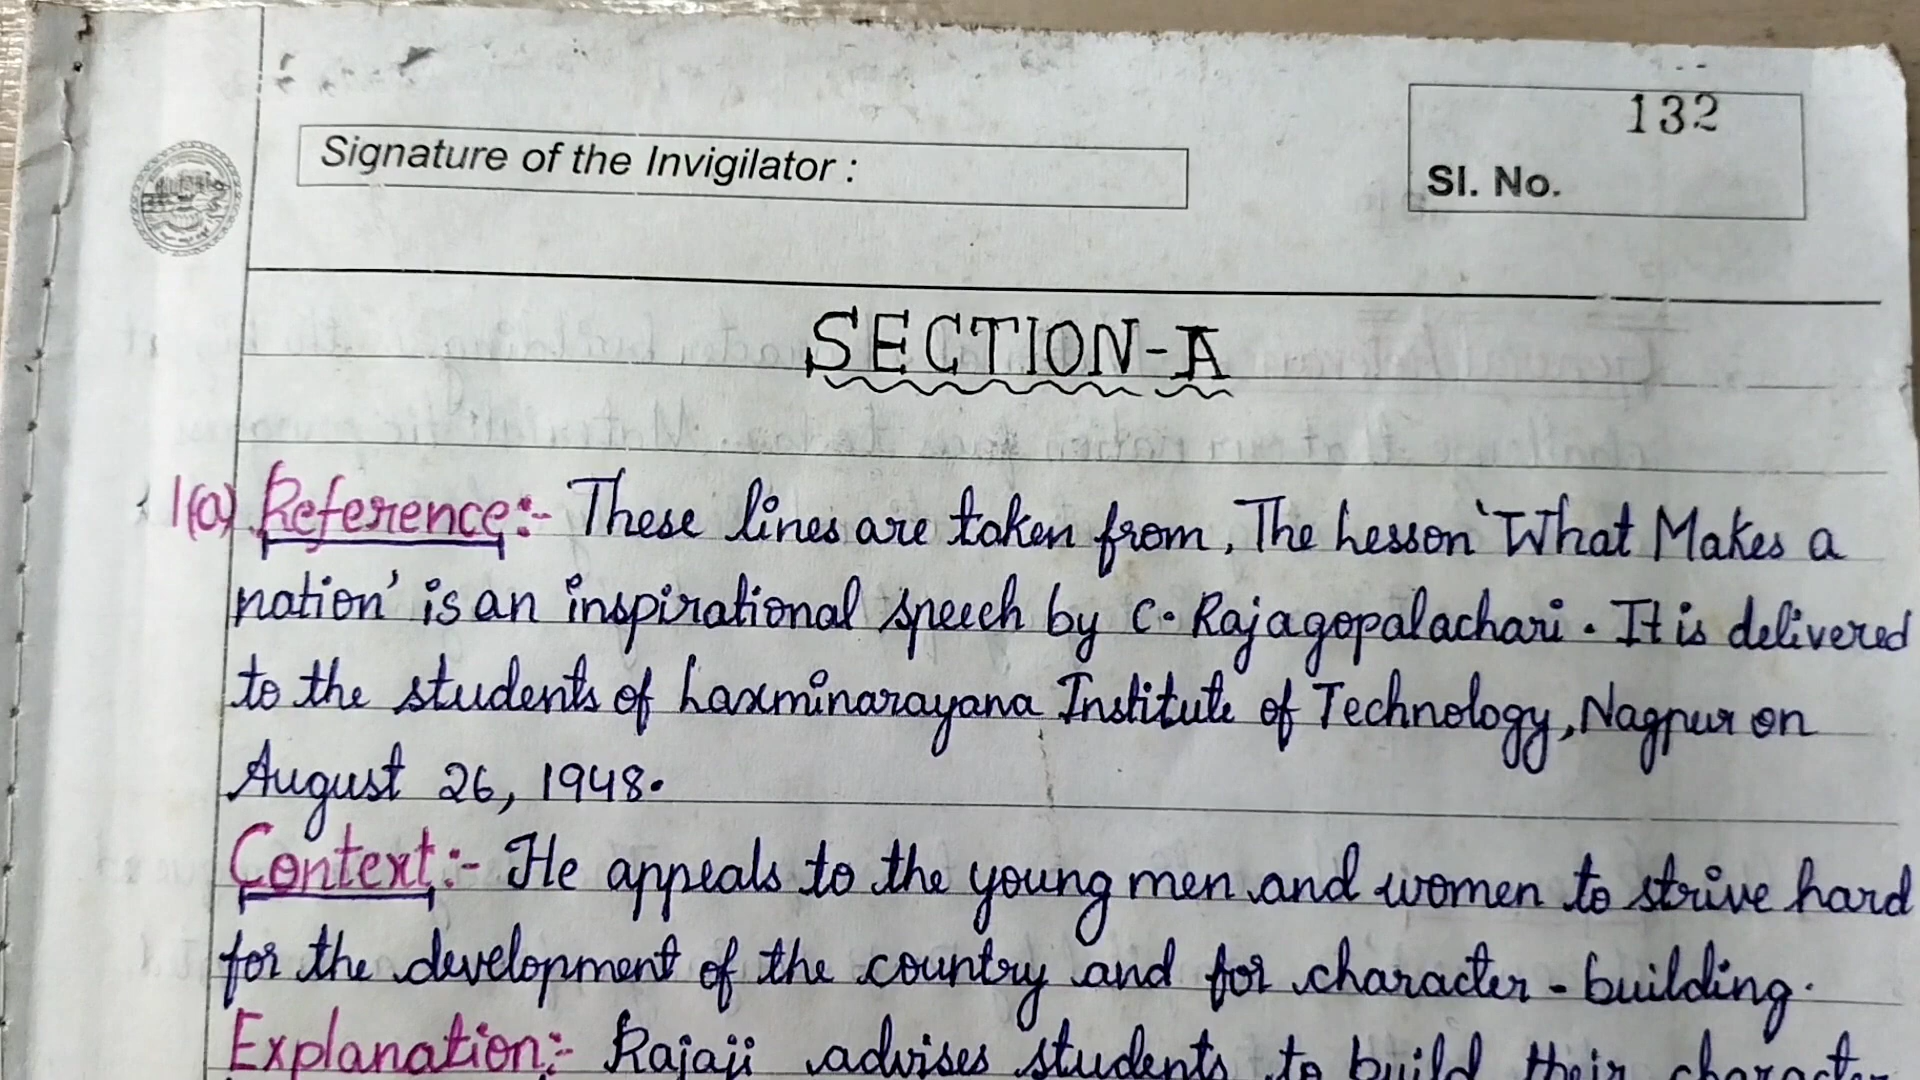 132
Signature of the Invigilator :
Sl. No.
SECTION-A
1(a) Reference:- These lines are taken from, The Lesson 'What Makes a
nation' is an inspirational speech by C. Rajagopalachari. It is delivered
to the students of Laxminarayana Institute of Technology, Nagpur on
August 26, 1948.
Context:- He appeals to the young men and women to strive hard
for the development of the country and for character - building.
Explanation:- Rajaji advises students to build their character